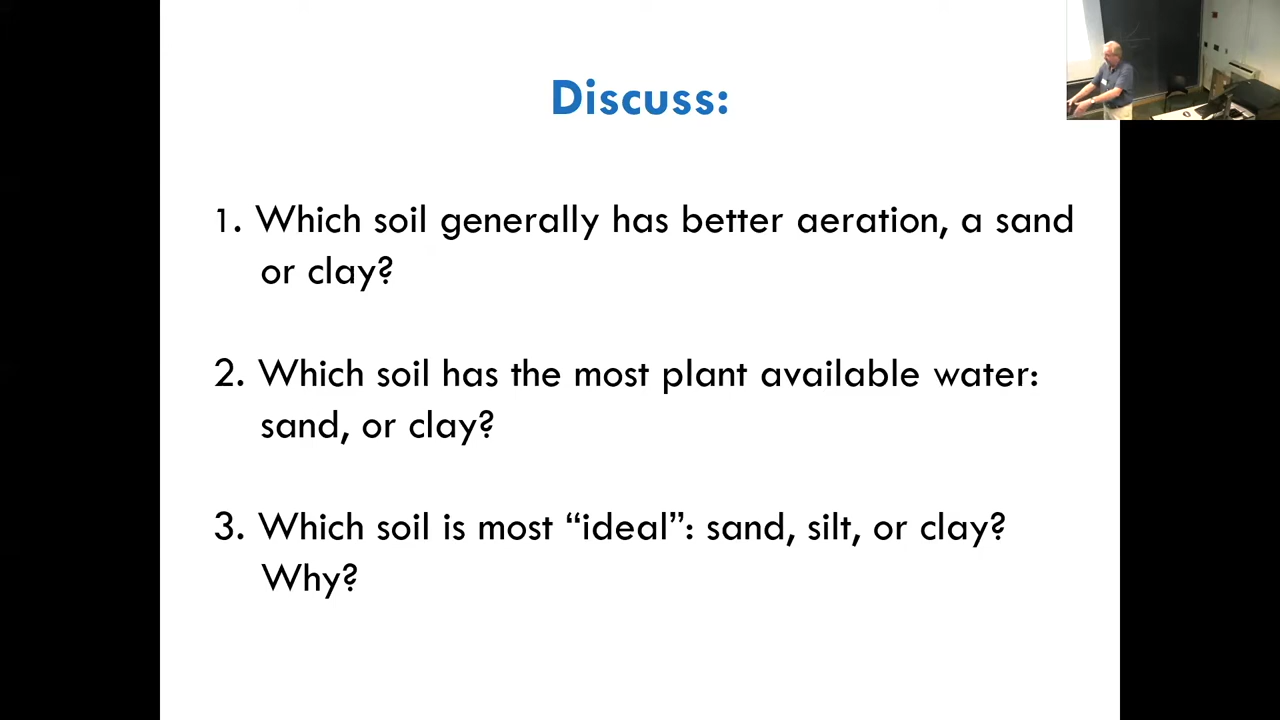 Discuss:
1. Which soil generally has better aeration, a sand
or clay?
2. Which soil has the most plant available water:
sand, or clay?
3. Which soil is most “ideal”: sand, silt, or clay?
Why?